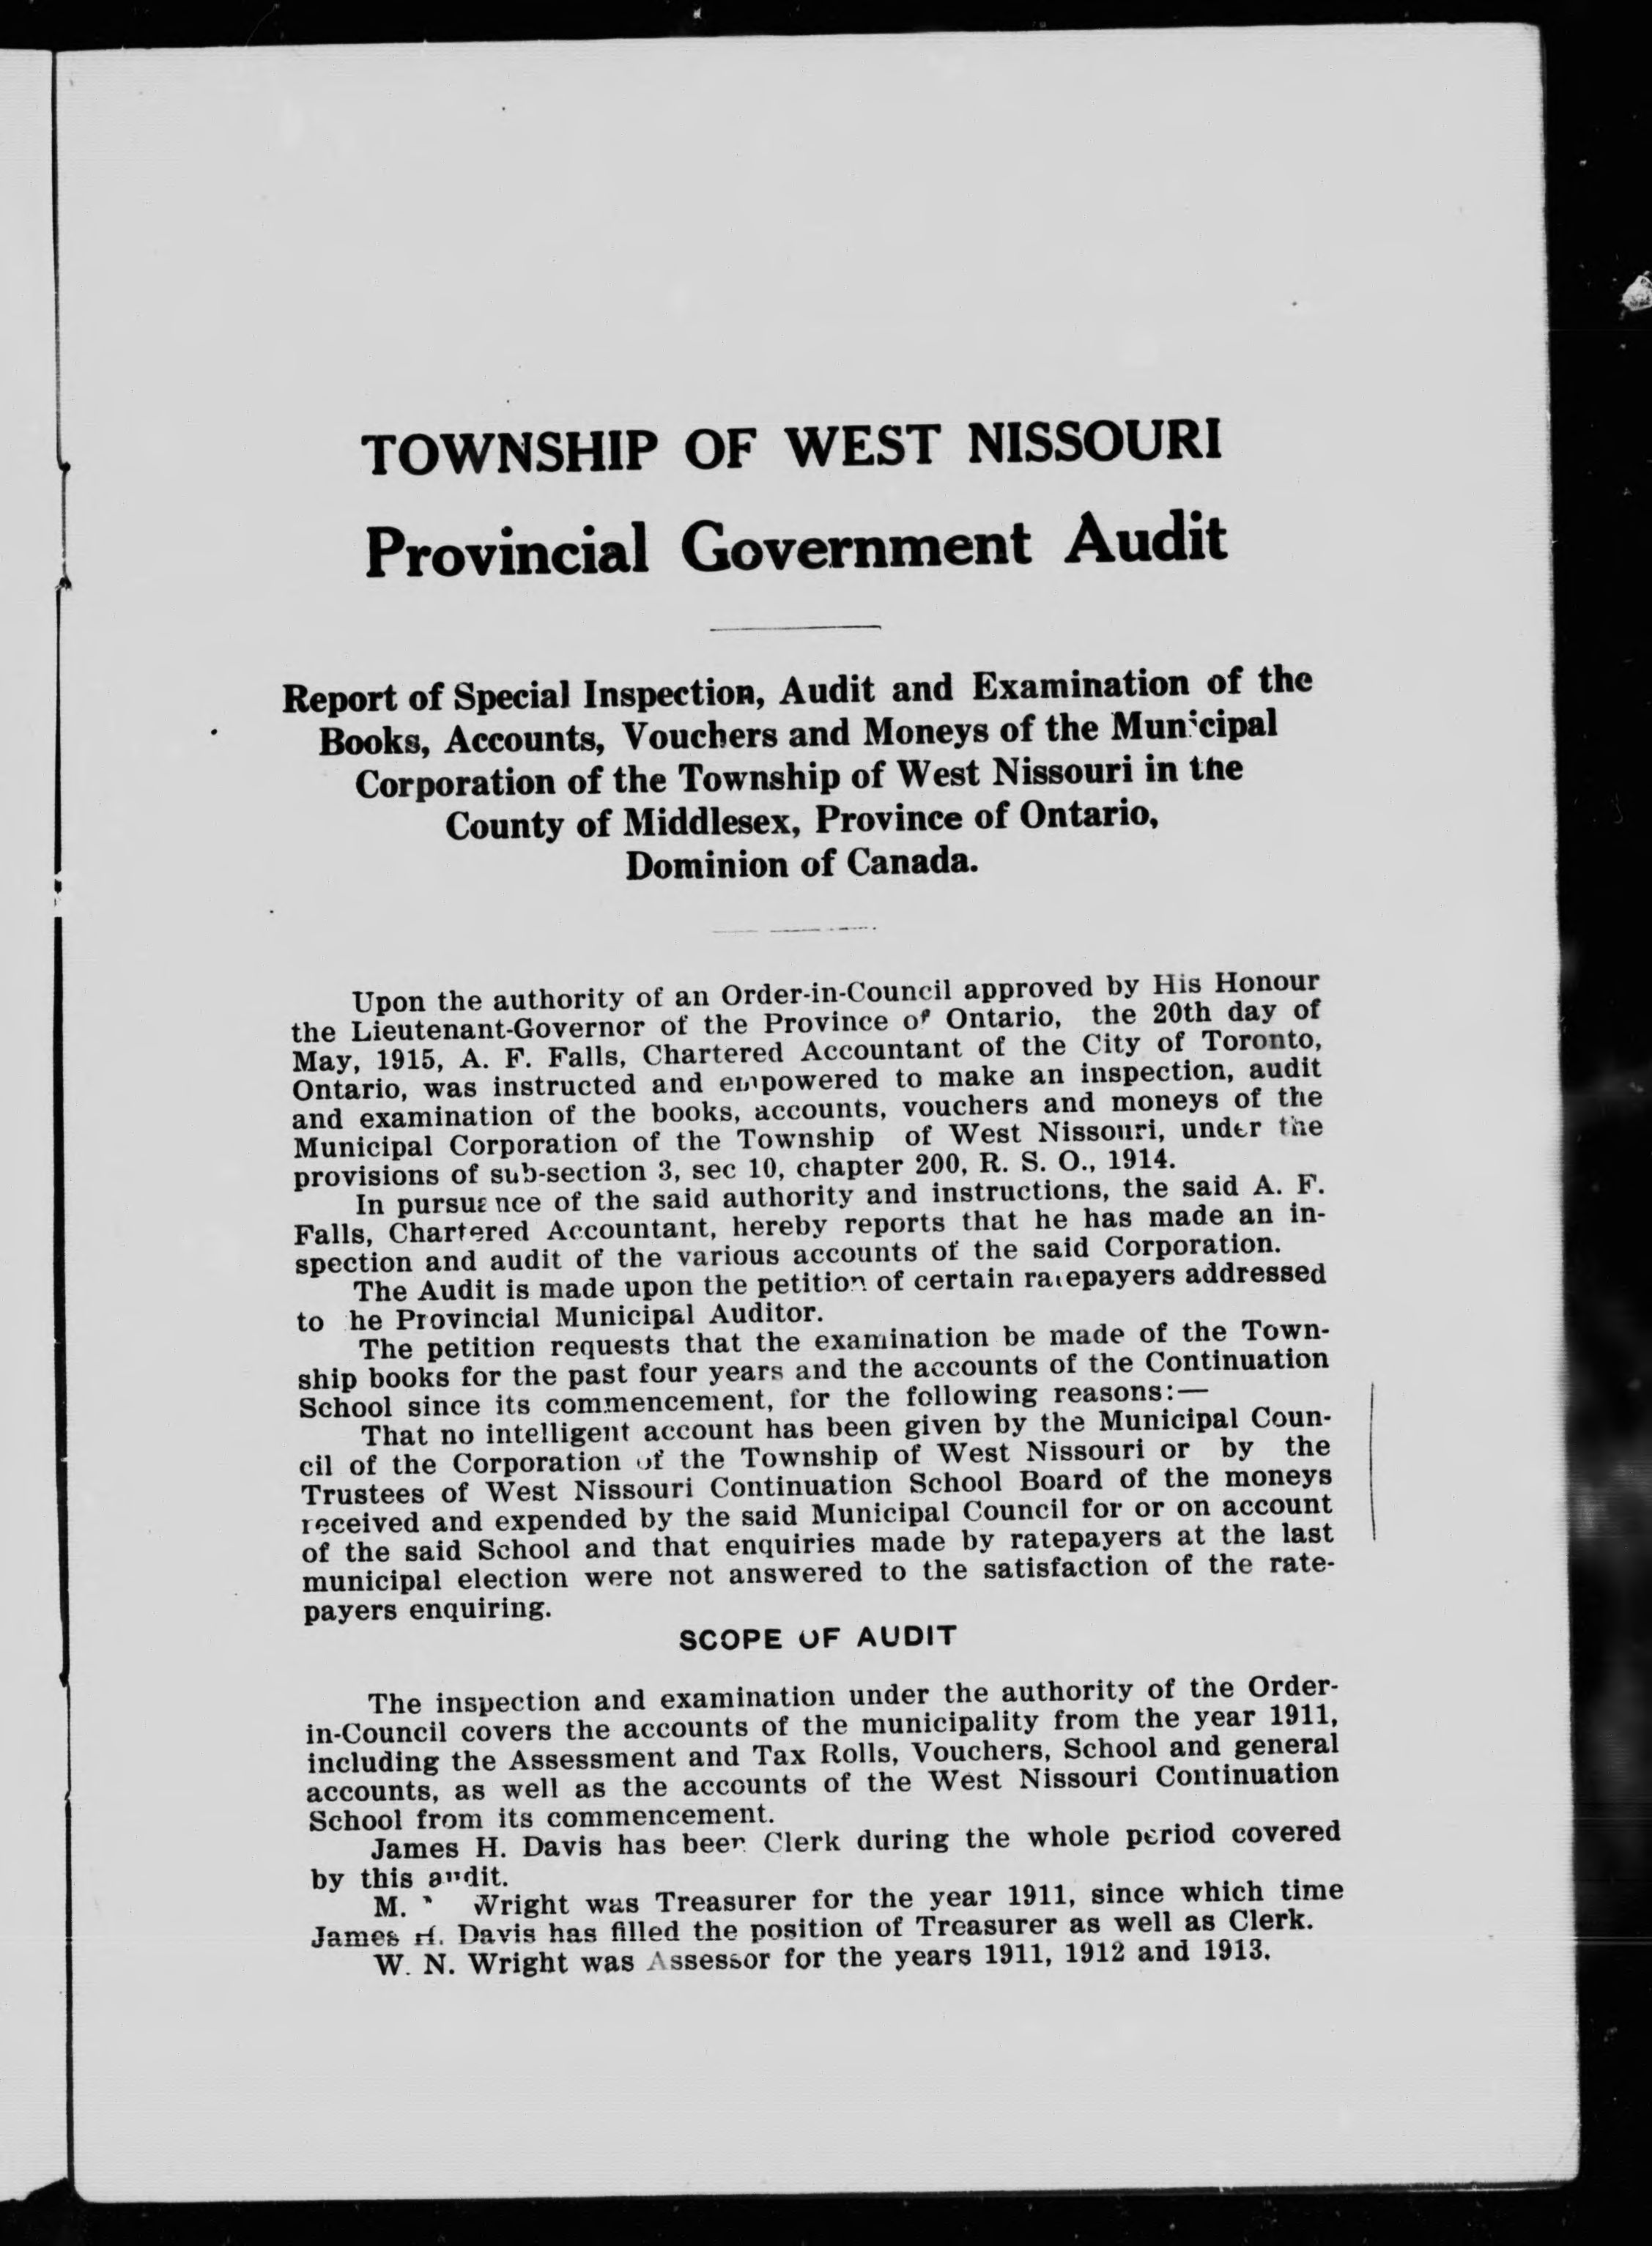 TOWNSHIP OF WEST NISSOURI
Provincial Government Audit
Report of Special Inspection, Audit and Examination of the
Books, Accounts, Vouchers and Moneys of the Municipal
Corporation of the Township of West Nissouri in the
County of Middlesex, Province of Ontario,
Dominion of Canada.
Upon the authority of an Order-in-Council approved by His Honour
the Lieutenant-Governor of the Province of Ontario, the 20th day of
May, 1915, A. F. Falls, Chartered Accountant of the City of Toronto,
Ontario, was instructed and empowered to make an inspection, audit
and examination of the books, accounts, vouchers and moneys of the
Municipal Corporation of the Township of West Nissouri, under the
provisions of sub-section 3, sec 10, chapter 200, R. S. O., 1914.
In pursuance of the said authority and instructions, the said A. F.
Falls, Chartered Accountant, hereby reports that he has made an in-
spection and audit of the various accounts of the said Corporation.
The Audit is made upon the petition of certain ratepayers addressed
to he Provincial Municipal Auditor.
The petition requests that the examination be made of the Town-
ship books for the past four years and the accounts of the Continuation
School since its commencement, for the following reasons:—
That no intelligent account has been given by the Municipal Coun-
cil of the Corporation of the Township of West Nissouri or by the
Trustees of West Nissouri Continuation School Board of the moneys
received and expended by the said Municipal Council for or on account
of the said School and that enquiries made by ratepayers at the last
municipal election were not answered to the satisfaction of the rate-
payers enquiring.
SCOPE OF AUDIT
The inspection and examination under the authority of the Order-
in-Council covers the accounts of the municipality from the year 1911,
including the Assessment and Tax Rolls, Vouchers, School and general
accounts, as well as the accounts of the West Nissouri Continuation
School from its commencement.
James H. Davis has been Clerk during the whole period covered
by this audit.
M. Wright was Treasurer for the year 1911, since which time
James H. Davis has filled the position of Treasurer as well as Clerk.
W. N. Wright was Assessor for the years 1911, 1912 and 1913.